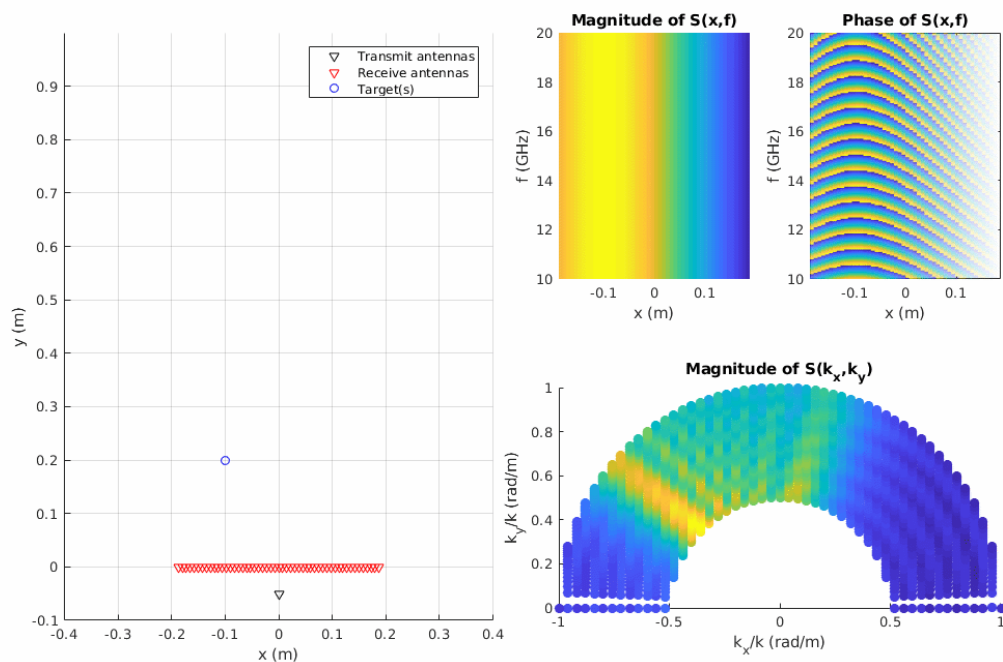 Transmit antennas
Receive antennas
Target(s)
0.9
0.8
0.7
0.6
0.5
0.4
0.3
0.2
0.1
0
-0.1
y (m)
-0.4 -0.3 -0.2 -0.1 0 0.1 0.2 0.3 0.4
x (m)
Magnitude of S(x,f)
20
18
16
14
12
10
f (GHz)
-0.1 0 0.1
x (m)
Phase of S(x,f)
20
18
16
14
12
10
f (GHz)
-0.1 0 0.1
x (m)
Magnitude of S(kx,ky)
1
0.8
0.6
0.4
0.2
0
ky/k (rad/m)
-1 -0.5 0 0.5 1
kx/k (rad/m)